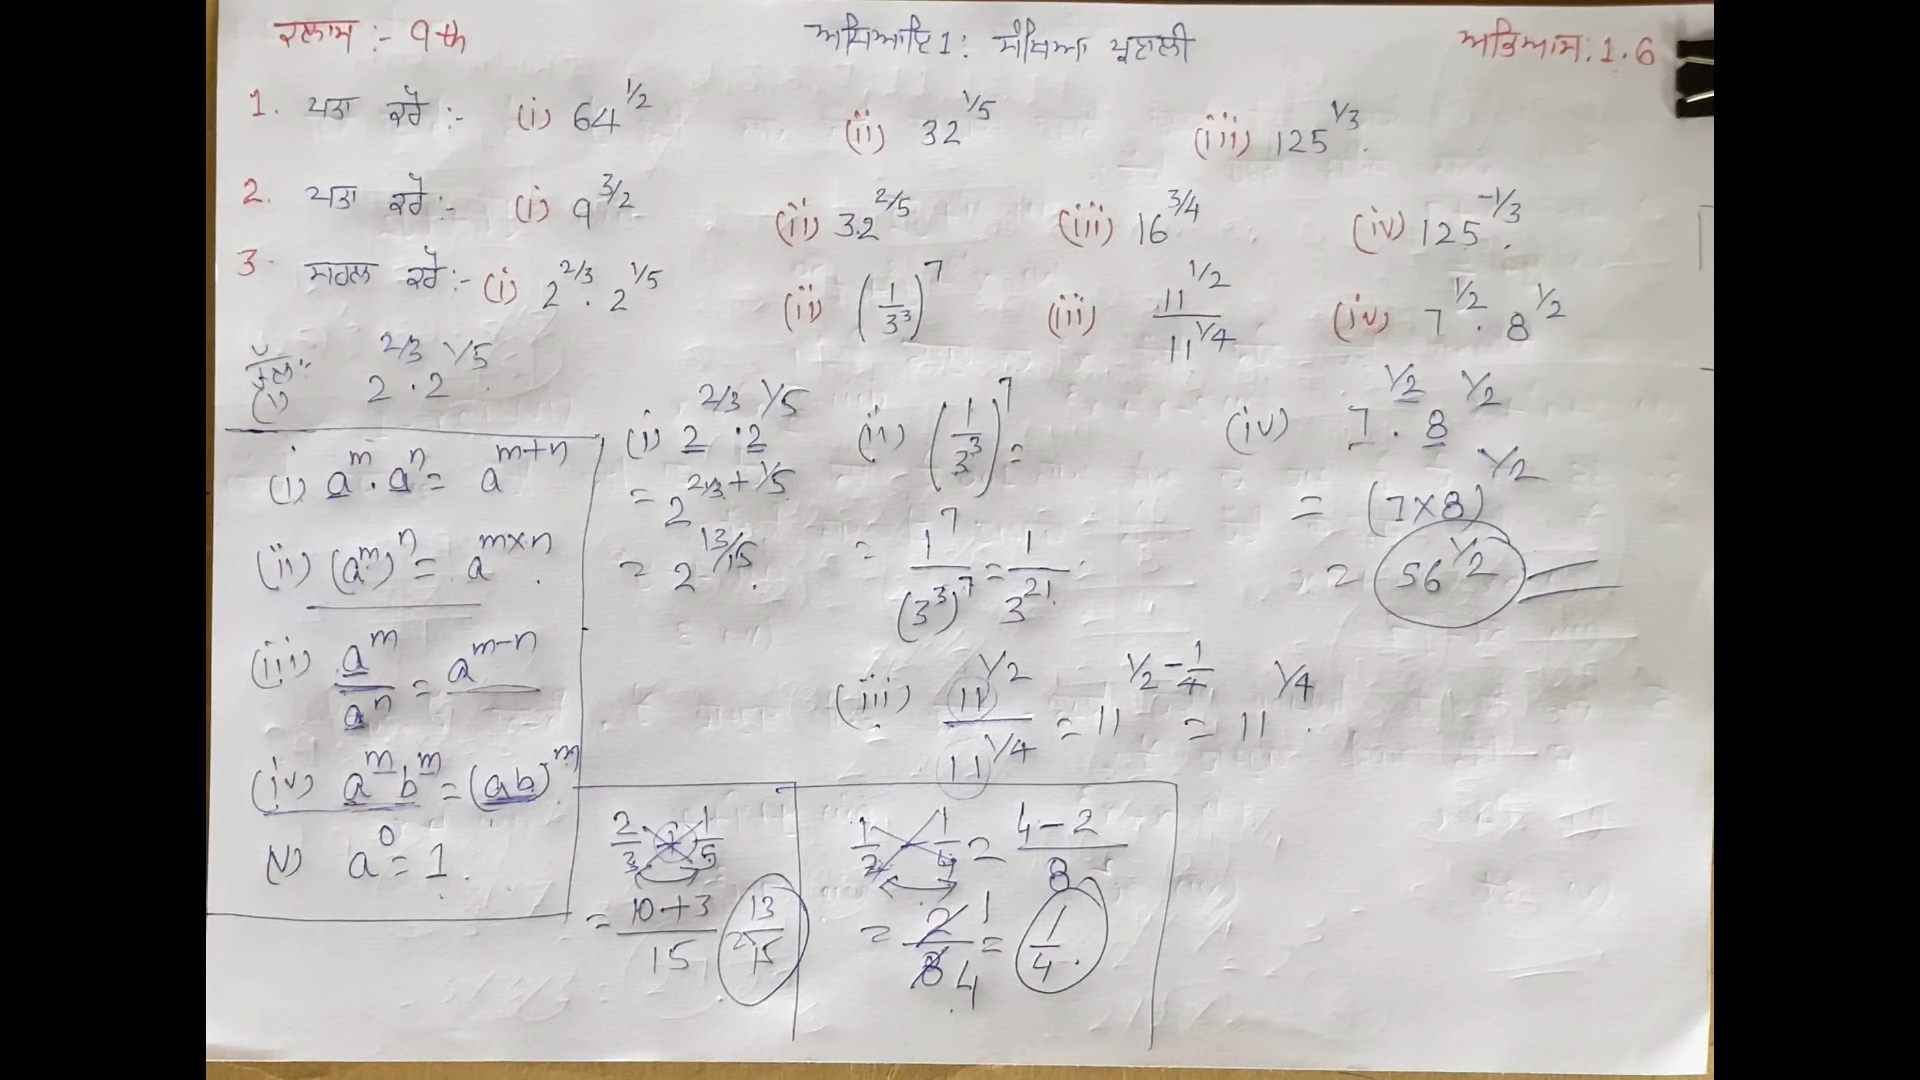 ਕਲਾਸ :- 9th ਅਧਿਆਇ 1: ਸੰਖਿਆ ਪ੍ਰਣਾਲੀ ਅਭਿਆਸ: 1.6
1. ਪਤਾ ਕਰੋ :- (i) 64^1/2 (ii) 32^1/5 (iii) 125^1/3.
2. ਪਤਾ ਕਰੋ :- (i) 9^3/2 (ii) 32^2/5 (iii) 16^3/4 (iv) 125^-1/3.
3. ਸਰਲ ਕਰੋ :- (i) 2^2/3 . 2^1/5 (ii) (1/3^3)^7 (iii) 11^1/2 / 11^1/4 (iv) 7^1/2 . 8^1/2
ਹੱਲ:-
(i) 2^2/3 . 2^1/5
(i) a^m . a^n = a^m+n
(ii) (a^m)^n = a^m×n.
(iii) a^m / a^n = a^m-n
(iv) a^m b^m = (ab)^m
(v) a^0 = 1.
(i) 2^2/3 . 2^1/5
= 2^2/3+1/5
= 2^13/15.
(ii) (1/3^3)^7 =
= 1^7 / (3^3)^7 = 1 / 3^21.
(iii) 11^1/2 / 11^1/4 = 11^1/2-1/4 = 11^1/4.
(iv) 7^1/2 . 8^1/2
= (7×8)^1/2
= 56^1/2
2/3 + 1/5
= 10+3 / 15 = 13/15
1/2 - 1/4 = 4-2 / 8
= 2/8 1 4 = 1/4.